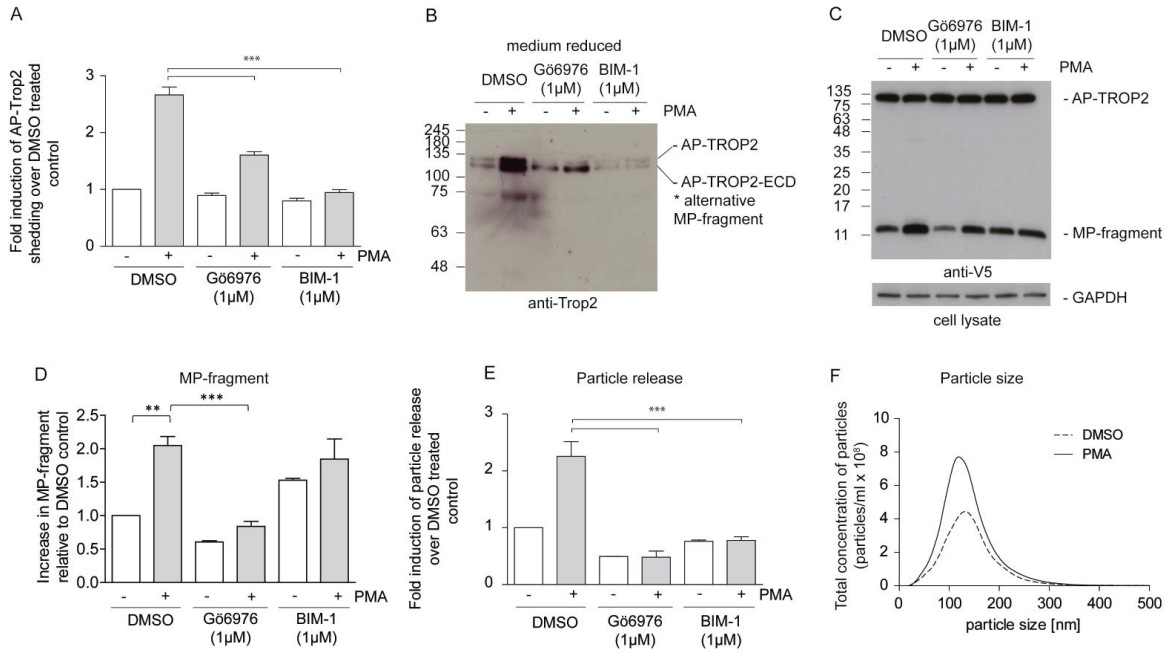 A
Fold induction of AP-Trop2
shedding over DMSO treated
control
3
2
1
0
***
- + - + - + PMA
DMSO Gö6976 BIM-1
(1µM) (1µM)
B
medium reduced
DMSO Gö6976 BIM-1
(1µM) (1µM)
- + - + - + PMA
245
180
135
100
75
63
48
- AP-TROP2
- AP-TROP2-ECD
* alternative
MP-fragment
anti-Trop2
C
DMSO Gö6976 BIM-1
(1µM) (1µM)
PMA - + - + - +
135
75
63
48
35
25
20
17
11
- AP-TROP2
- MP-fragment
anti-V5
- GAPDH
cell lysate
D
MP-fragment
Increase in MP-fragment
relative to DMSO control
2.5
2.0
1.5
1.0
0.5
0.0
** ***
- + - + - + PMA
DMSO Gö6976 BIM-1
(1µM) (1µM)
E
Particle release
Fold induction of particle release
over DMSO treated
control
3
2
1
0
***
- + - + - + PMA
DMSO Gö6976 BIM-1
(1µM) (1µM)
F
Particle size
Total concentration of particles
(particles/ml x 10⁸)
10
8
6
4
2
0
DMSO
PMA
0 100 200 300 400 500
particle size [nm]